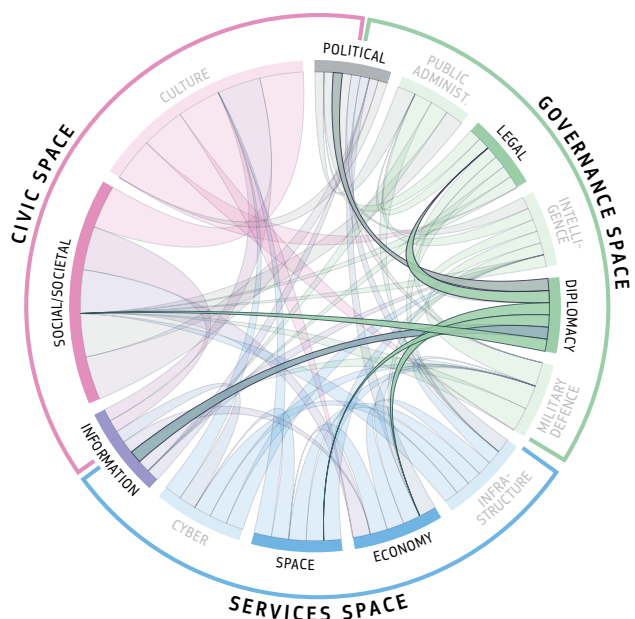 POLITICAL
PUBLIC
ADMINIST.
LEGAL
INTELLI-
GENCE
DIPLOMACY
MILITARY
DEFENCE
INFRA-
STRUCTURE
ECONOMY
SPACE
CYBER
INFORMATION
SOCIAL/SOCIETAL
CULTURE
CIVIC SPACE
GOVERNANCE SPACE
SERVICES SPACE